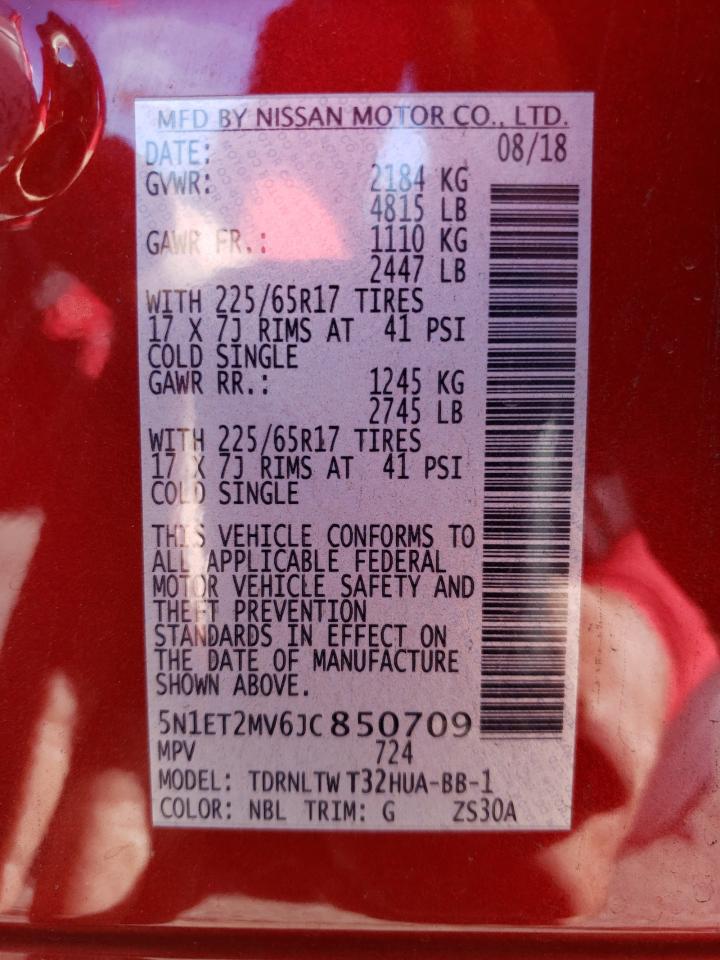 MFD BY NISSAN MOTOR CO., LTD.
DATE: 08/18
GVWR: 2184 KG
4815 LB
GAWR FR.: 1110 KG
2447 LB
WITH 225/65R17 TIRES
17 X 7J RIMS AT 41 PSI
COLD SINGLE
GAWR RR.: 1245 KG
2745 LB
WITH 225/65R17 TIRES
17 X 7J RIMS AT 41 PSI
COLD SINGLE
THIS VEHICLE CONFORMS TO
ALL APPLICABLE FEDERAL
MOTOR VEHICLE SAFETY AND
THEFT PREVENTION
STANDARDS IN EFFECT ON
THE DATE OF MANUFACTURE
SHOWN ABOVE.
5N1ET2MV6JC850709
MPV 724
MODEL: TDRNLTW T32HUA-BB-1
COLOR: NBL TRIM: G ZS30A